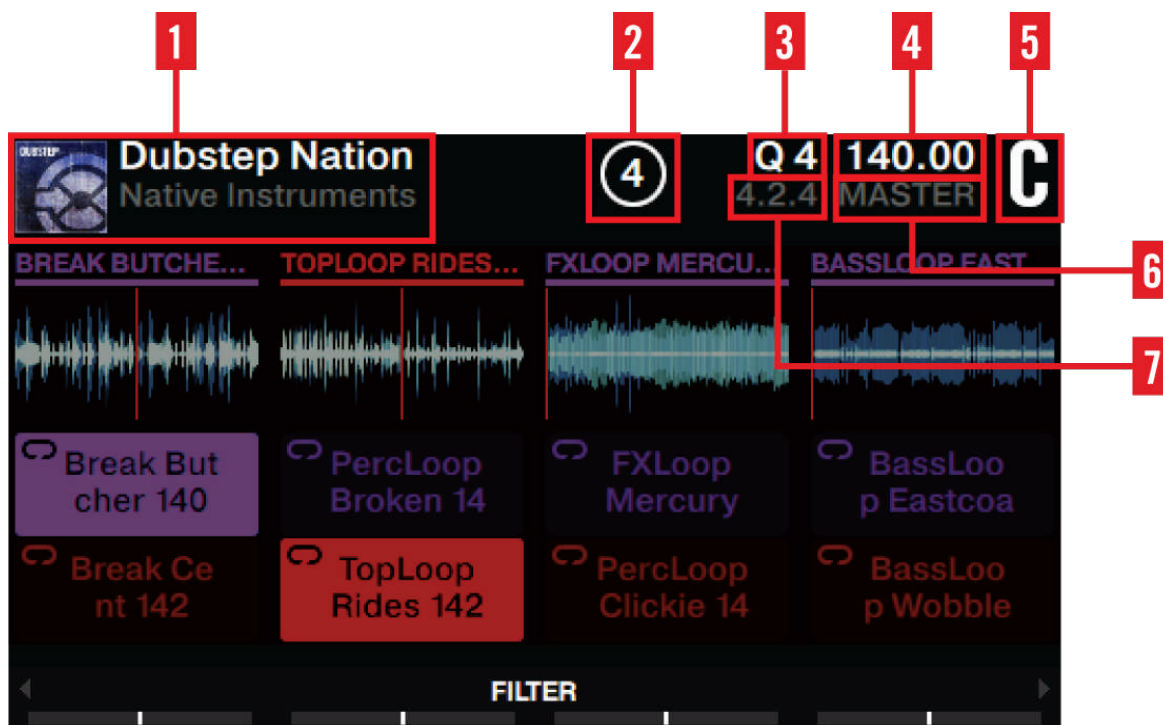 1 2 3 4 5
DUBSTEP
Dubstep Nation
Native Instruments
4
Q 4 140.00
4.2.4 MASTER
C
6
7
BREAK BUTCHE... TOPLOOP RIDES... FXLOOP MERCU... BASSLOOP EAST
Break But PercLoop FXLoop BassLoo
cher 140 Broken 14 Mercury p Eastcoa
Break Ce TopLoop PercLoop BassLoo
nt 142 Rides 142 Clickie 14 p Wobble
FILTER